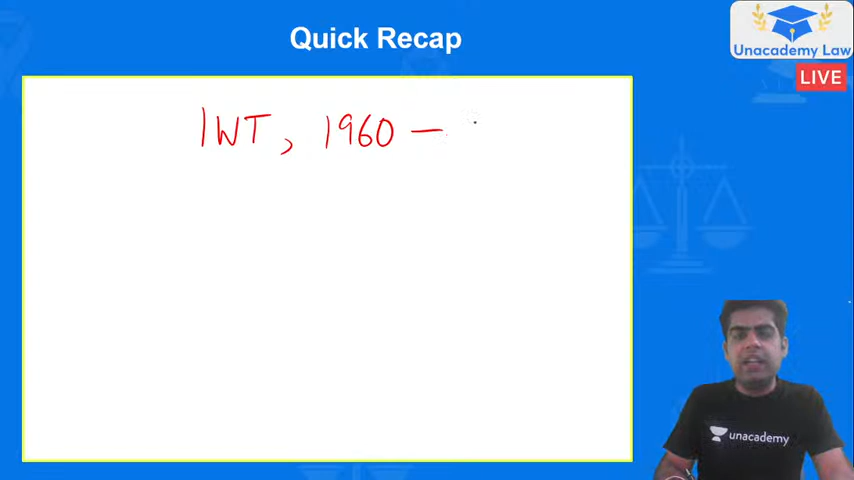 Quick Recap
Unacademy Law
LIVE
IWT, 1960 —
unacademy